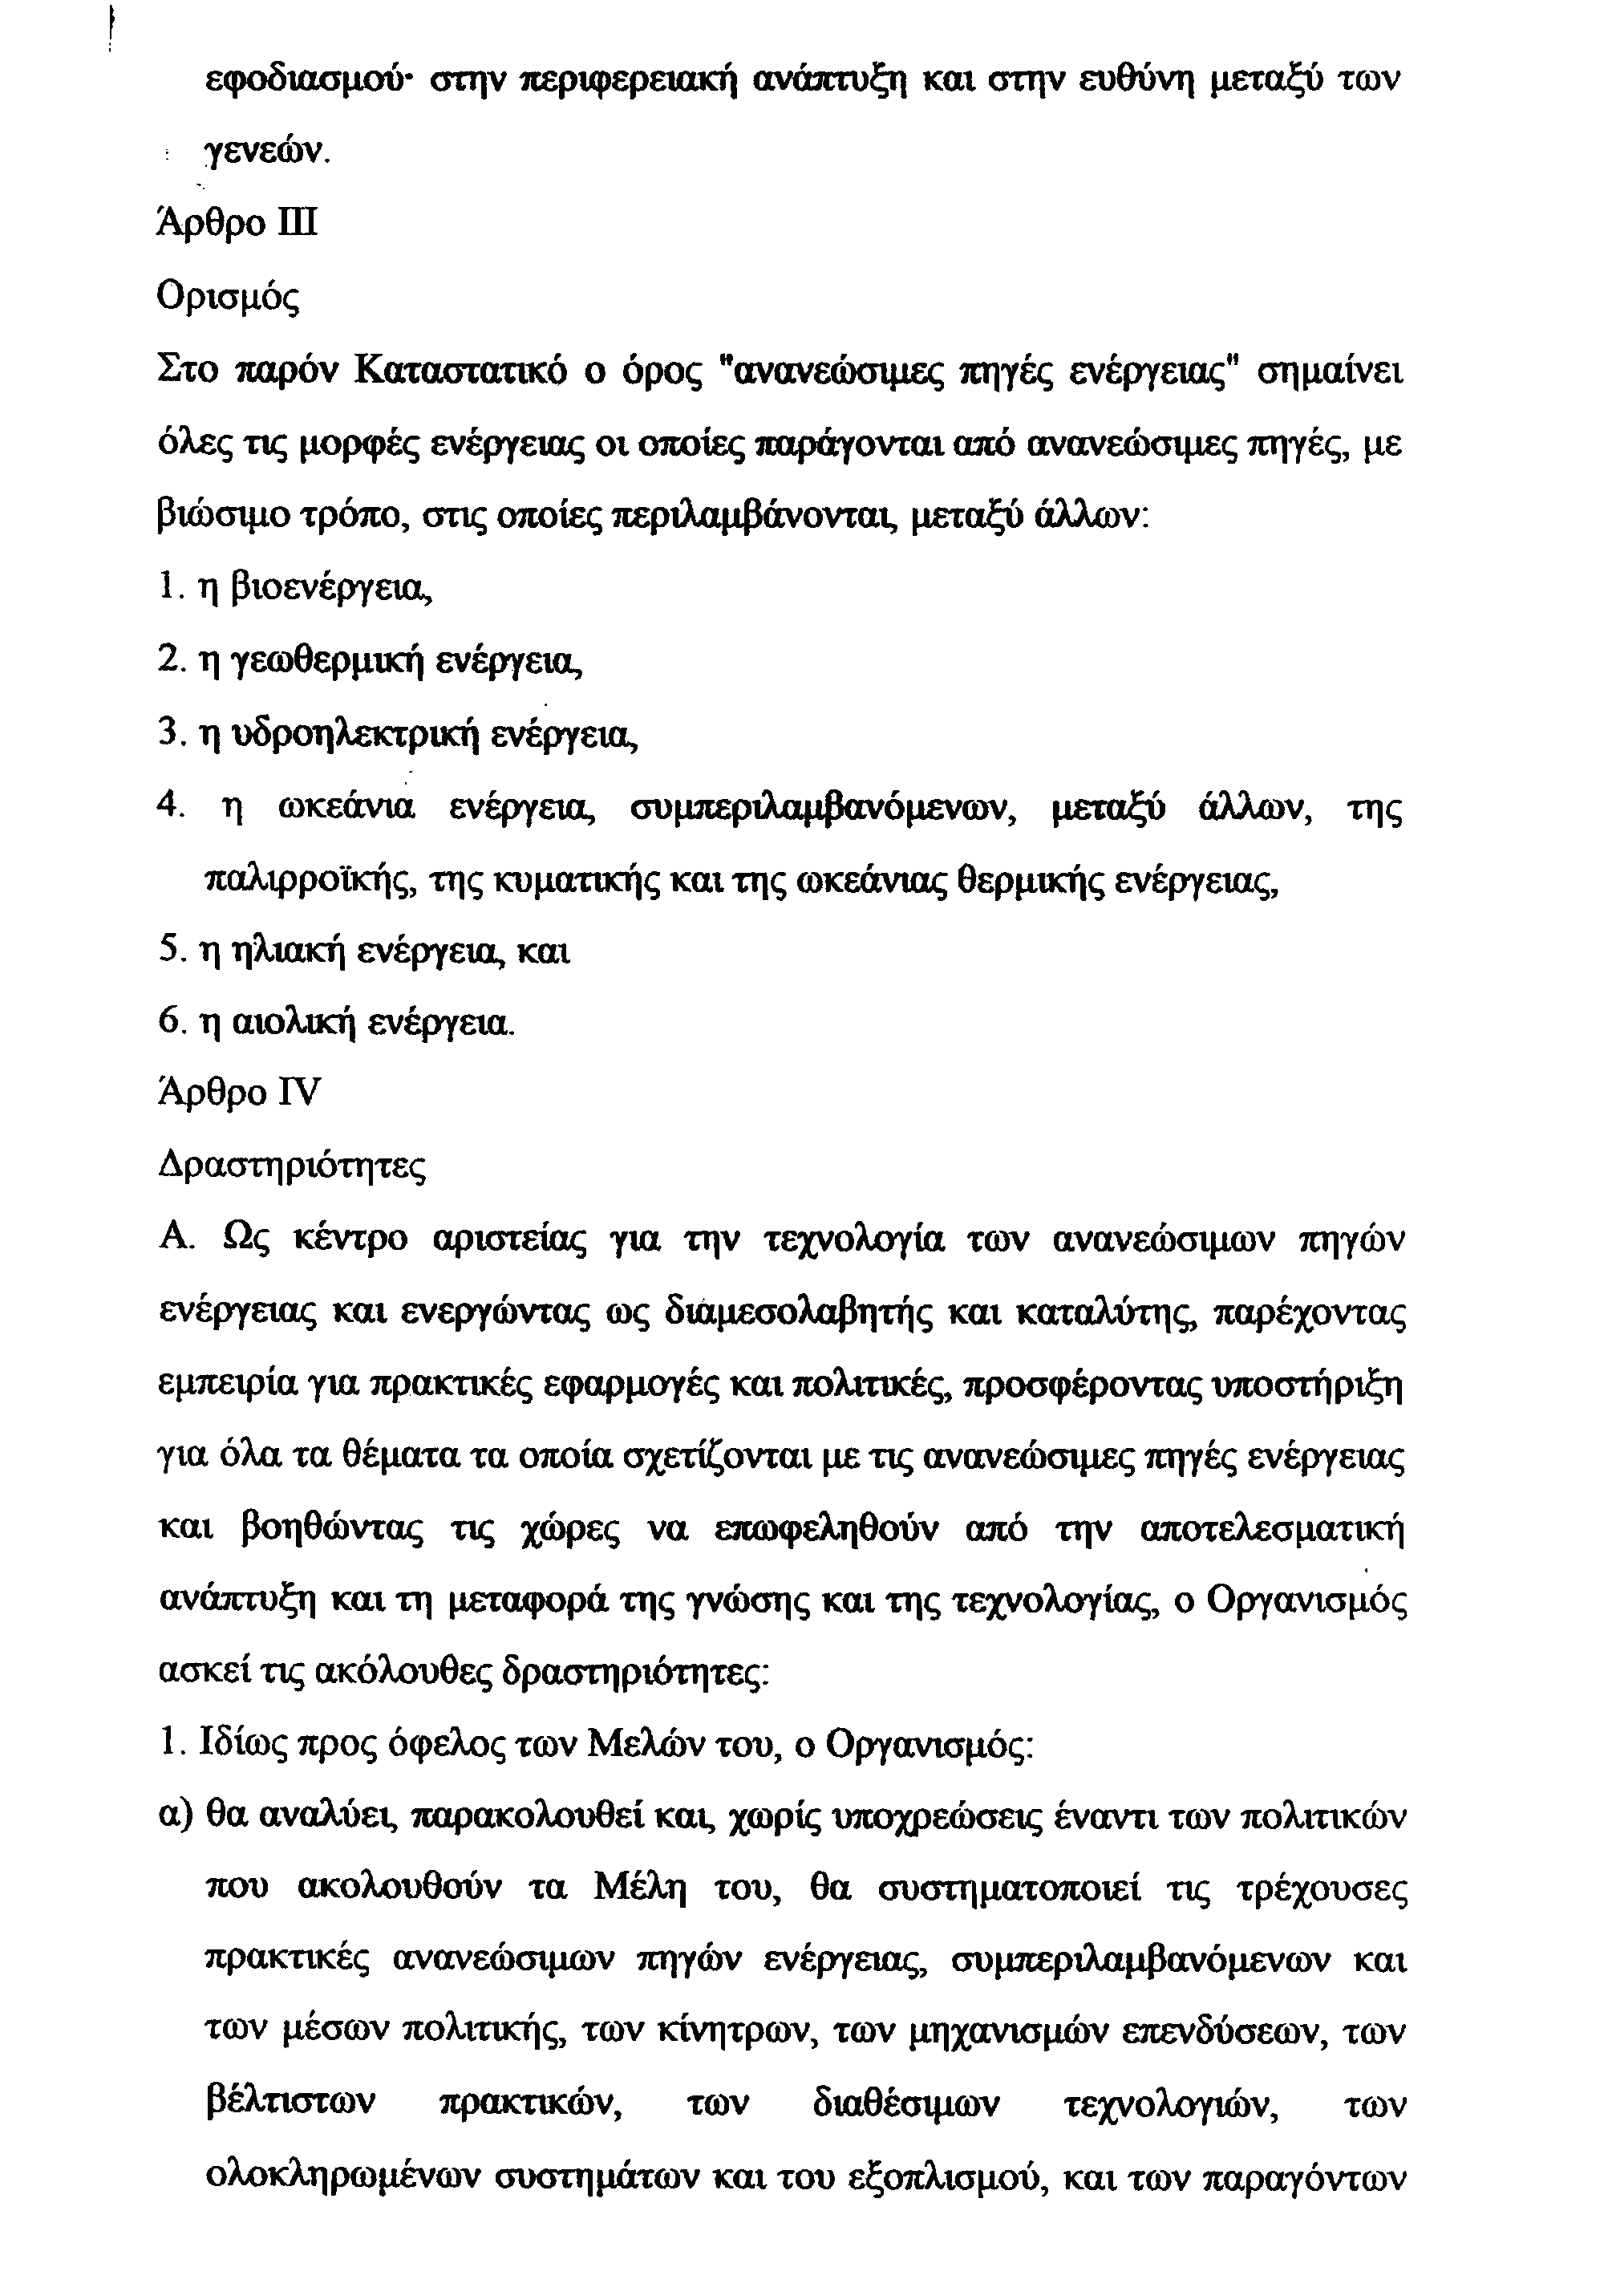 εφοδιασμού· στην περιφερειακή ανάπτυξη και στην ευθύνη μεταξύ των
γενεών.
Άρθρο III
Ορισμός
Στο παρόν Καταστατικό ο όρος "ανανεώσιμες πηγές ενέργειας" σημαίνει
όλες τις μορφές ενέργειας οι οποίες παράγονται από ανανεώσιμες πηγές, με
βιώσιμο τρόπο, στις οποίες περιλαμβάνονται, μεταξύ άλλων:
1. η βιοενέργεια,
2. η γεωθερμική ενέργεια,
3. η υδροηλεκτρική ενέργεια,
4. η ωκεάνια ενέργεια, συμπεριλαμβανόμενων, μεταξύ άλλων, της
παλιρροϊκής, της κυματικής και της ωκεάνιας θερμικής ενέργειας,
5. η ηλιακή ενέργεια, και
6. η αιολική ενέργεια.
Άρθρο IV
Δραστηριότητες
Α. Ως κέντρο αριστείας για την τεχνολογία των ανανεώσιμων πηγών
ενέργειας και ενεργώντας ως διαμεσολαβητής και καταλύτης, παρέχοντας
εμπειρία για πρακτικές εφαρμογές και πολιτικές, προσφέροντας υποστήριξη
για όλα τα θέματα τα οποία σχετίζονται με τις ανανεώσιμες πηγές ενέργειας
και βοηθώντας τις χώρες να επωφεληθούν από την αποτελεσματική
ανάπτυξη και τη μεταφορά της γνώσης και της τεχνολογίας, ο Οργανισμός
ασκεί τις ακόλουθες δραστηριότητες:
1. Ιδίως προς όφελος των Μελών του, ο Οργανισμός:
α) θα αναλύει, παρακολουθεί και, χωρίς υποχρεώσεις έναντι των πολιτικών
που ακολουθούν τα Μέλη του, θα συστηματοποιεί τις τρέχουσες
πρακτικές ανανεώσιμων πηγών ενέργειας, συμπεριλαμβανόμενων και
των μέσων πολιτικής, των κίνητρων, των μηχανισμών επενδύσεων, των
βέλτιστων πρακτικών, των διαθέσιμων τεχνολογιών, των
ολοκληρωμένων συστημάτων και του εξοπλισμού, και των παραγόντων